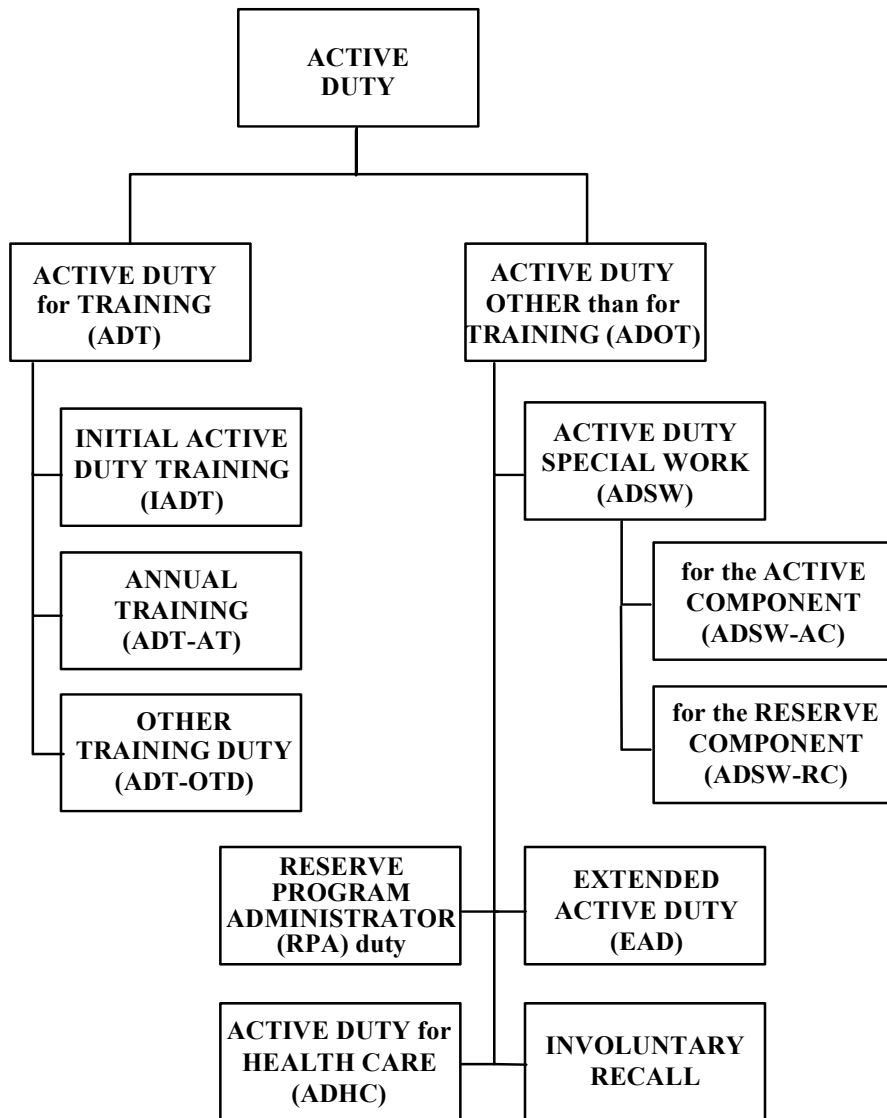 ACTIVE
DUTY
ACTIVE DUTY
for TRAINING
(ADT)
ACTIVE DUTY
OTHER than for
TRAINING (ADOT)
INITIAL ACTIVE
DUTY TRAINING
(IADT)
ANNUAL
TRAINING
(ADT-AT)
OTHER
TRAINING DUTY
(ADT-OTD)
ACTIVE DUTY
SPECIAL WORK
(ADSW)
for the ACTIVE
COMPONENT
(ADSW-AC)
for the RESERVE
COMPONENT
(ADSW-RC)
RESERVE
PROGRAM
ADMINISTRATOR
(RPA) duty
EXTENDED
ACTIVE DUTY
(EAD)
ACTIVE DUTY for
HEALTH CARE
(ADHC)
INVOLUNTARY
RECALL